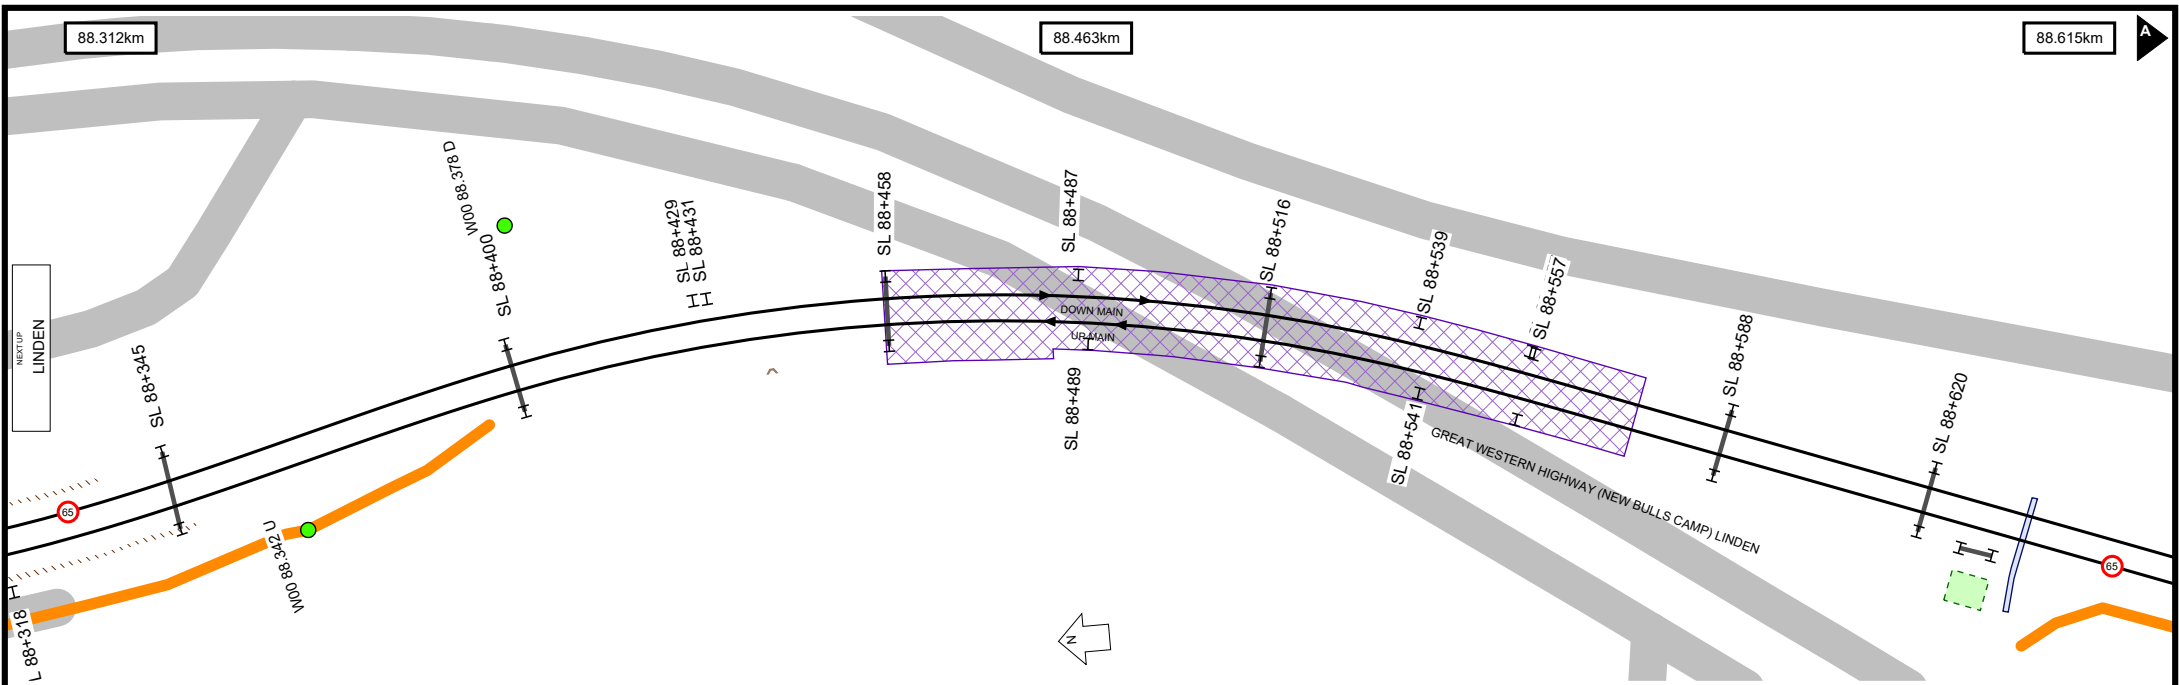 88.312km
88.463km
88.615km
A
W00 88.378 D
SL 88+400
SL 88+429
SL 88+431
SL 88+458
SL 88+487
SL 88+516
SL 88+539
SL 88+557
SL 88+588
SL 88+620
NEXT UP
LINDEN
SL 88+345
DOWN MAIN
UP MAIN
SL 88+489
SL 88+541
GREAT WESTERN HIGHWAY (NEW BULLS CAMP) LINDEN
65
65
W00 88.342 U
L 88+318
N